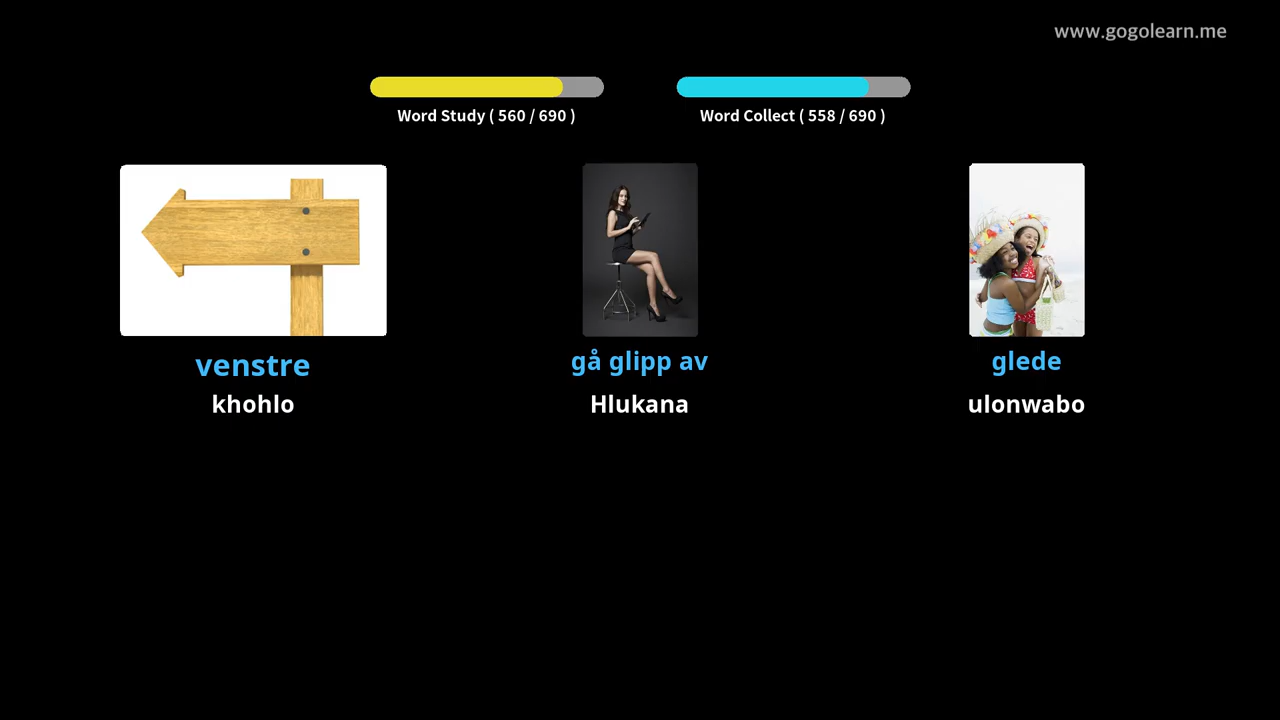 www.gogolearn.me
Word Study ( 560 / 690 )
Word Collect ( 558 / 690 )
venstre
khohlo
gå glipp av
Hlukana
glede
ulonwabo